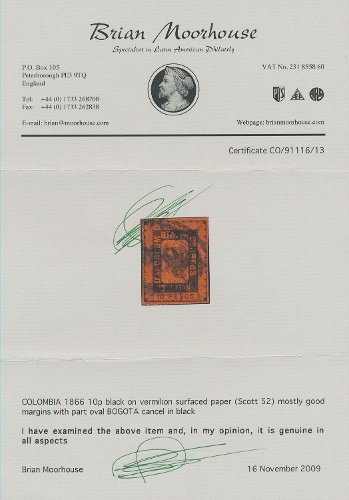 Brian Moorhouse
Specialist in Latin American Philately
P.O. Box 105
Peterborough PE3 9TQ
England
VAT No. 231 8558 60
Tel: +44 (0) 1733 268708
Fax: +44 (0) 1733 262838
E-mail: brian@moorhouse.com
Webpage: brianmoorhouse.com
Certificate CO/91116/13
CORREOS
10 PESOS
COLOMBIA 1866 10p black on vermilion surfaced paper (Scott 52) mostly good
margins with part oval BOGOTA cancel in black
I have examined the above item and, in my opinion, it is genuine in
all aspects
Brian Moorhouse
16 November 2009